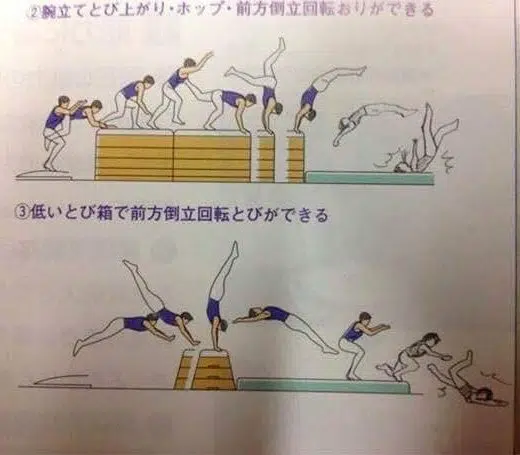 ②腕立てとび上がり・ホップ・前方倒立回転おりができる
③低いとび箱で前方倒立回転とびができる